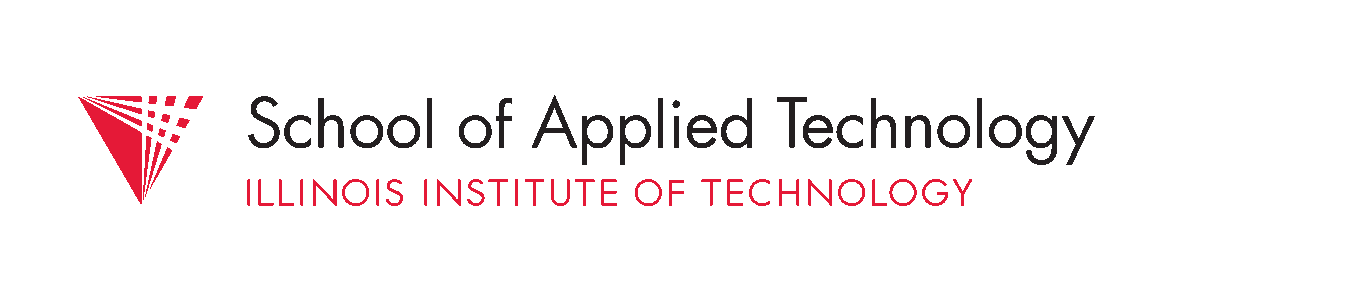 School of Applied Technology
ILLINOIS INSTITUTE OF TECHNOLOGY